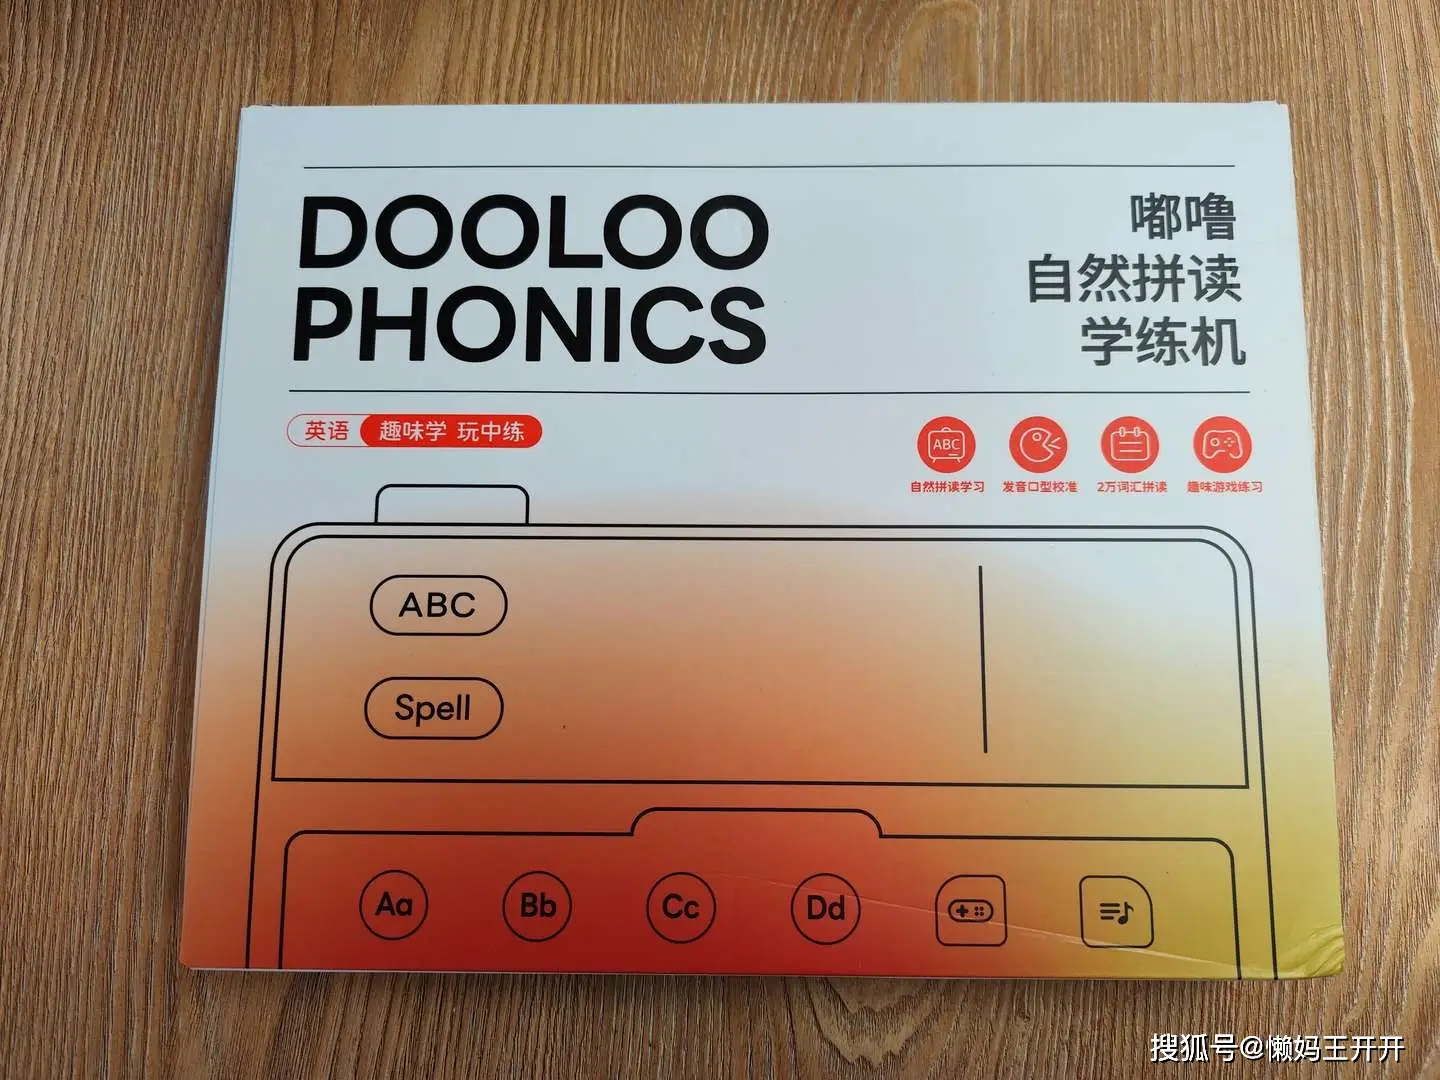 DOOLOO
PHONICS
嘟噜
自然拼读
学练机
英语 趣味学 玩中练
ABC
自然拼读学习 发音口型校准 2万词汇拼读 趣味游戏练习
ABC
Spell
Aa Bb Cc Dd
搜狐号@懒妈王开开